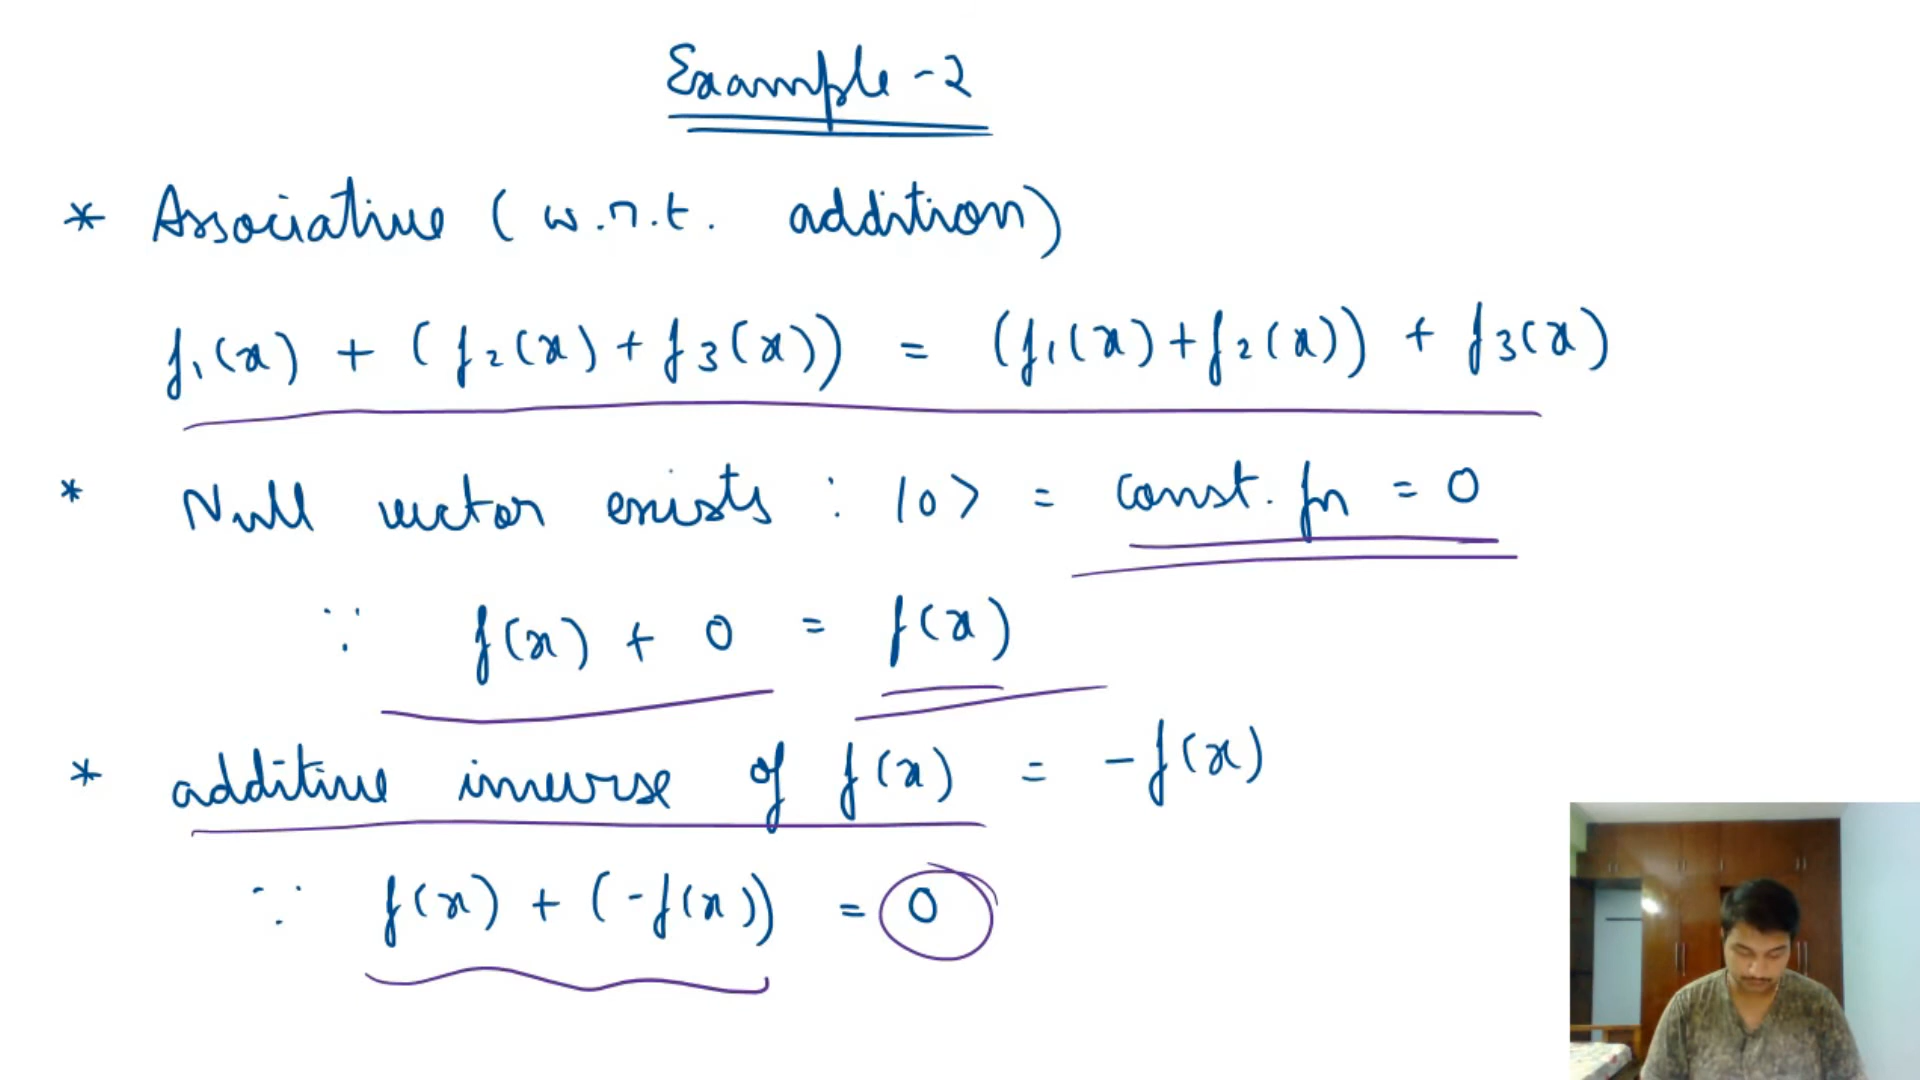 Example -2
* Associative (w.r.t. addition)
f₁(x) + (f₂(x) + f₃(x)) = (f₁(x) + f₂(x)) + f₃(x)
* Null vector exists : |0> = const. fn = 0
∵ f(x) + 0 = f(x)
* additive inverse of f(x) = -f(x)
∵ f(x) + (-f(x)) = 0